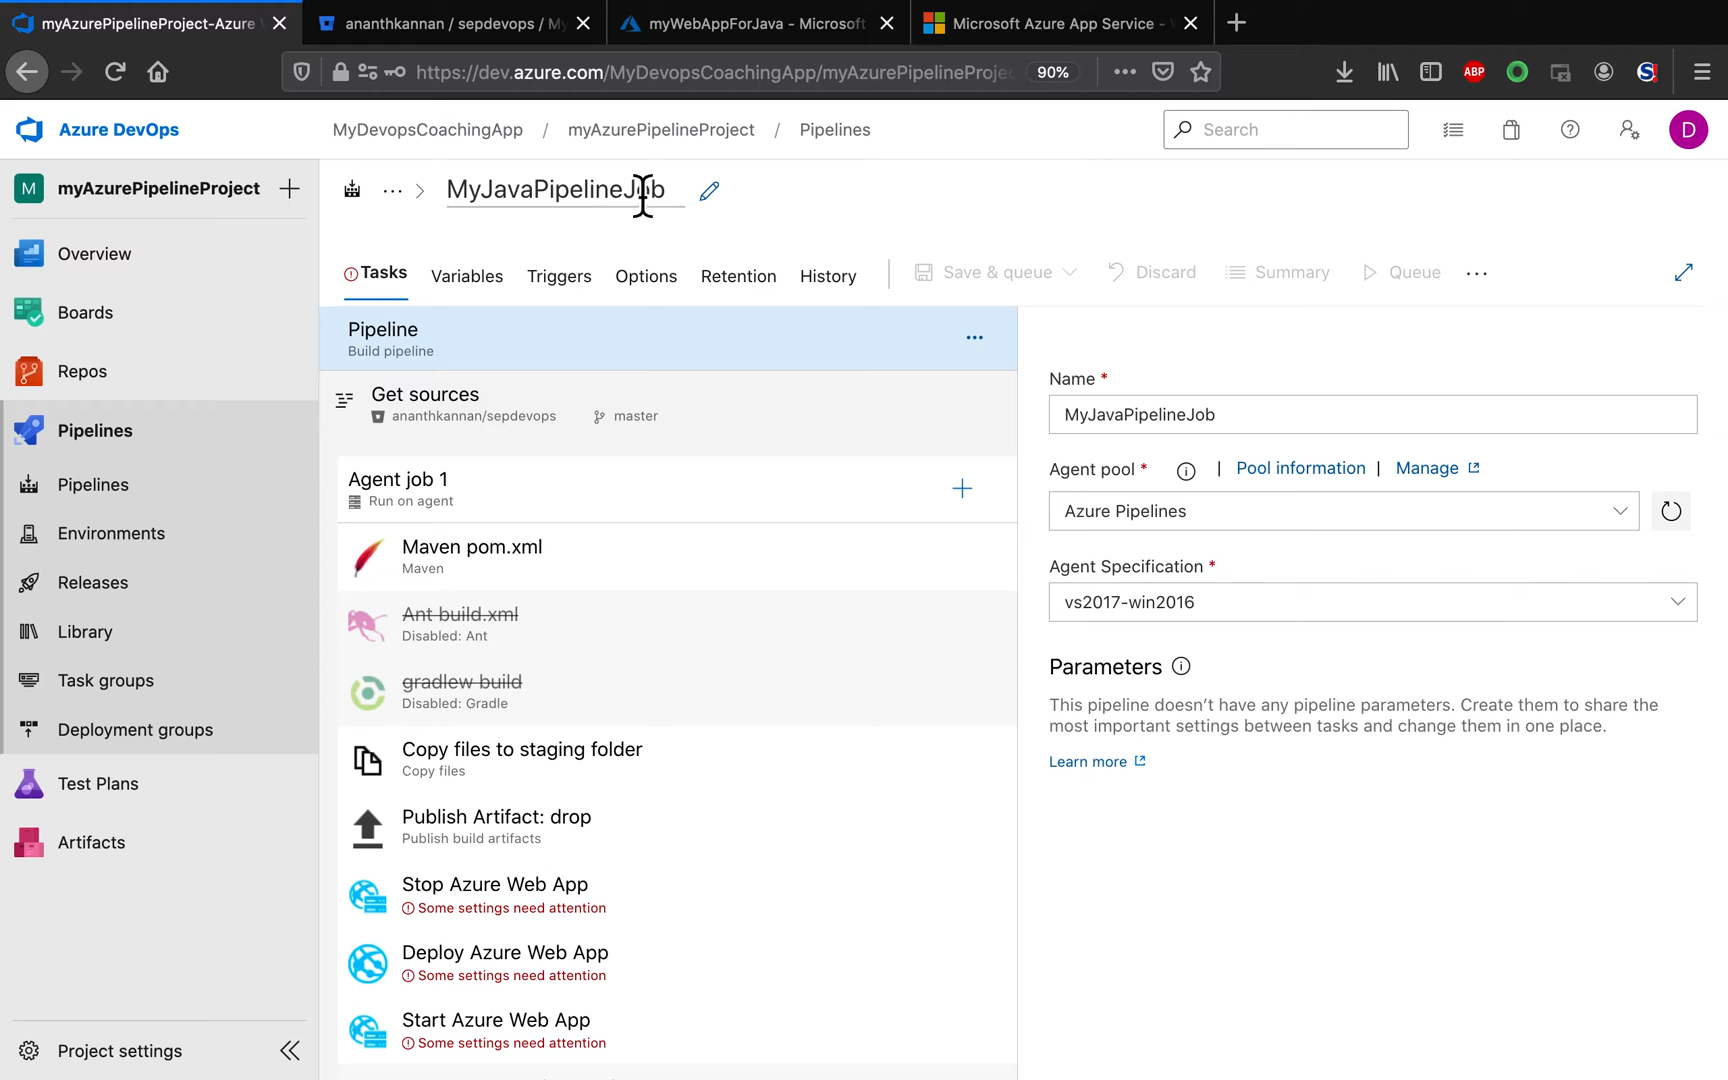 myAzurePipelineProject-Azure
ananthkannan / sepdevops / My
myWebAppForJava - Microsoft
Microsoft Azure App Service -
https://dev.azure.com/MyDevopsCoachingApp/myAzurePipelineProje
90%
ABP
Azure DevOps
MyDevopsCoachingApp / myAzurePipelineProject / Pipelines
Search
D
M myAzurePipelineProject
Overview
Boards
Repos
Pipelines
Pipelines
Environments
Releases
Library
Task groups
Deployment groups
Test Plans
Artifacts
Project settings
MyJavaPipelineJob
Tasks Variables Triggers Options Retention History
Save & queue Discard Summary Queue
Pipeline
Build pipeline
Get sources
ananthkannan/sepdevops master
Agent job 1
Run on agent
Maven pom.xml
Maven
Ant build.xml
Disabled: Ant
gradlew build
Disabled: Gradle
Copy files to staging folder
Copy files
Publish Artifact: drop
Publish build artifacts
Stop Azure Web App
Some settings need attention
Deploy Azure Web App
Some settings need attention
Start Azure Web App
Some settings need attention
Name *
MyJavaPipelineJob
Agent pool * | Pool information | Manage
Azure Pipelines
Agent Specification *
vs2017-win2016
Parameters
This pipeline doesn't have any pipeline parameters. Create them to share the
most important settings between tasks and change them in one place.
Learn more